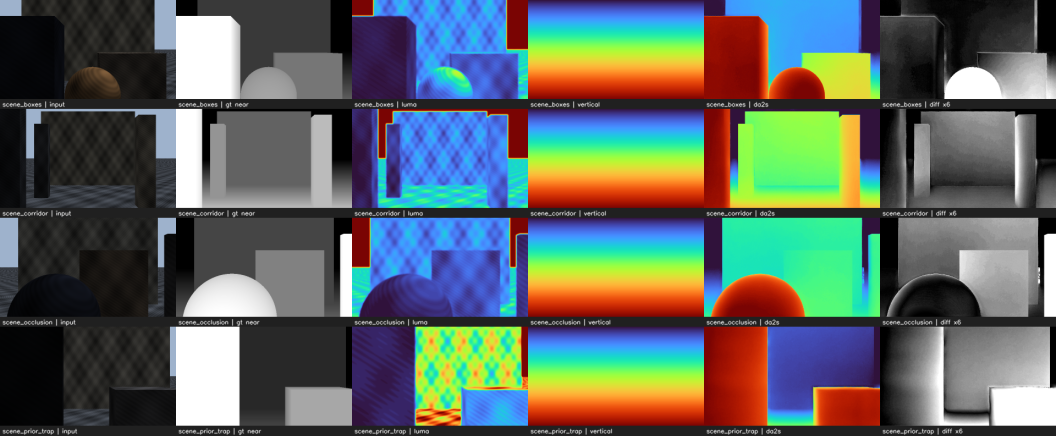 scene_boxes | input
scene_boxes | gt near
scene_boxes | luma
scene_boxes | vertical
scene_boxes | da2s
scene_boxes | diff x6
scene_corridor | input
scene_corridor | gt near
scene_corridor | luma
scene_corridor | vertical
scene_corridor | da2s
scene_corridor | diff x6
scene_occlusion | input
scene_occlusion | gt near
scene_occlusion | luma
scene_occlusion | vertical
scene_occlusion | da2s
scene_occlusion | diff x6
scene_prior_trap | input
scene_prior_trap | gt near
scene_prior_trap | luma
scene_prior_trap | vertical
scene_prior_trap | da2s
scene_prior_trap | diff x6